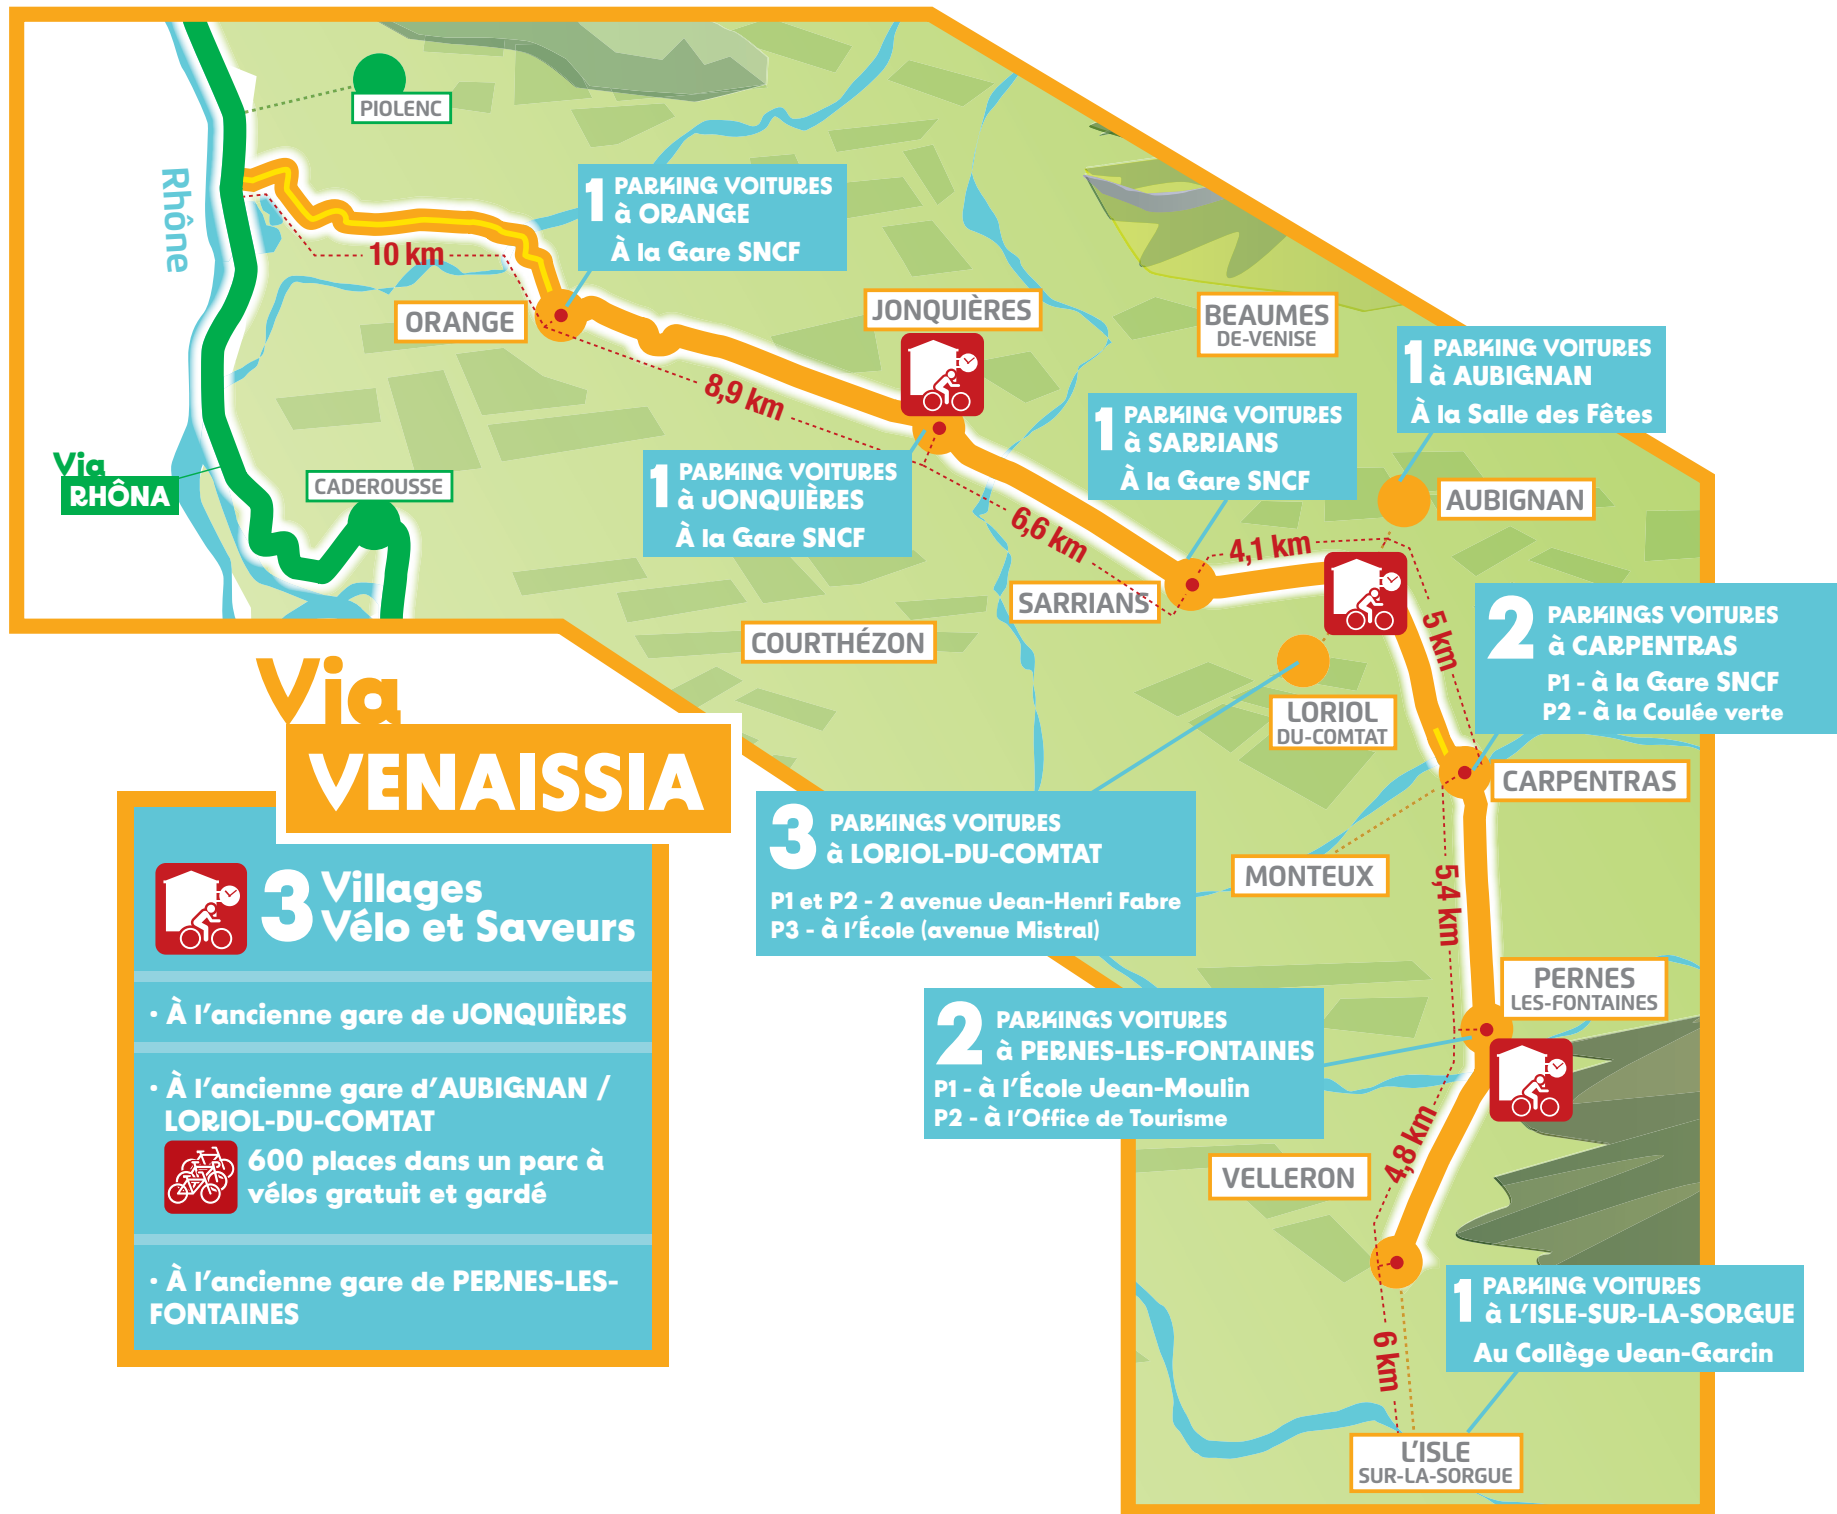 PIOLENC
Rhône
10 km
1 PARKING VOITURES
à ORANGE
À la Gare SNCF
ORANGE
JONQUIÈRES
BEAUMES
DE-VENISE
8,9 km
1 PARKING VOITURES
à AUBIGNAN
À la Salle des Fêtes
1 PARKING VOITURES
à SARRIANS
À la Gare SNCF
1 PARKING VOITURES
à JONQUIÈRES
À la Gare SNCF
Via
RHÔNA
CADEROUSSE
AUBIGNAN
6,6 km
4,1 km
SARRIANS
COURTHÉZON
5 km
2 PARKINGS VOITURES
à CARPENTRAS
P1 - à la Gare SNCF
P2 - à la Coulée verte
LORIOL
DU-COMTAT
CARPENTRAS
Via
VENAISSIA
3 PARKINGS VOITURES
à LORIOL-DU-COMTAT
P1 et P2 - 2 avenue Jean-Henri Fabre
P3 - à l'École (avenue Mistral)
MONTEUX
5,4 km
3 Villages
Vélo et Saveurs
• À l'ancienne gare de JONQUIÈRES
• À l'ancienne gare d'AUBIGNAN /
LORIOL-DU-COMTAT
600 places dans un parc à
vélos gratuit et gardé
• À l'ancienne gare de PERNES-LES-
FONTAINES
PERNES
LES-FONTAINES
2 PARKINGS VOITURES
à PERNES-LES-FONTAINES
P1 - à l'École Jean-Moulin
P2 - à l'Office de Tourisme
4,8 km
VELLERON
1 PARKING VOITURES
à L'ISLE-SUR-LA-SORGUE
Au Collège Jean-Garcin
6 km
L'ISLE
SUR-LA-SORGUE